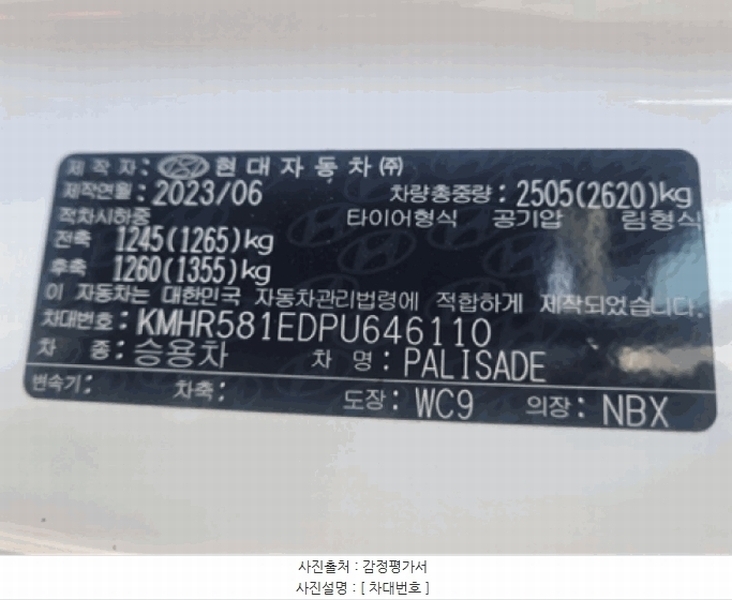 제 작 자 : 현대자동차㈜
제작연월 : 2023/06 차량총중량 : 2505(2620)kg
적차시하중 타이어형식 공기압 림형식
전축 1245(1265)kg
후축 1260(1355)kg
이 자동차는 대한민국 자동차관리법령에 적합하게 제작되었습니다.
차대번호 : KMHR581EDPU646110
차 종 : 승용차 차 명 : PALISADE
변속기 : 차축 : 도장 : WC9 의장 : NBX
사진출처 : 감정평가서
사진설명 : [ 차대번호 ]